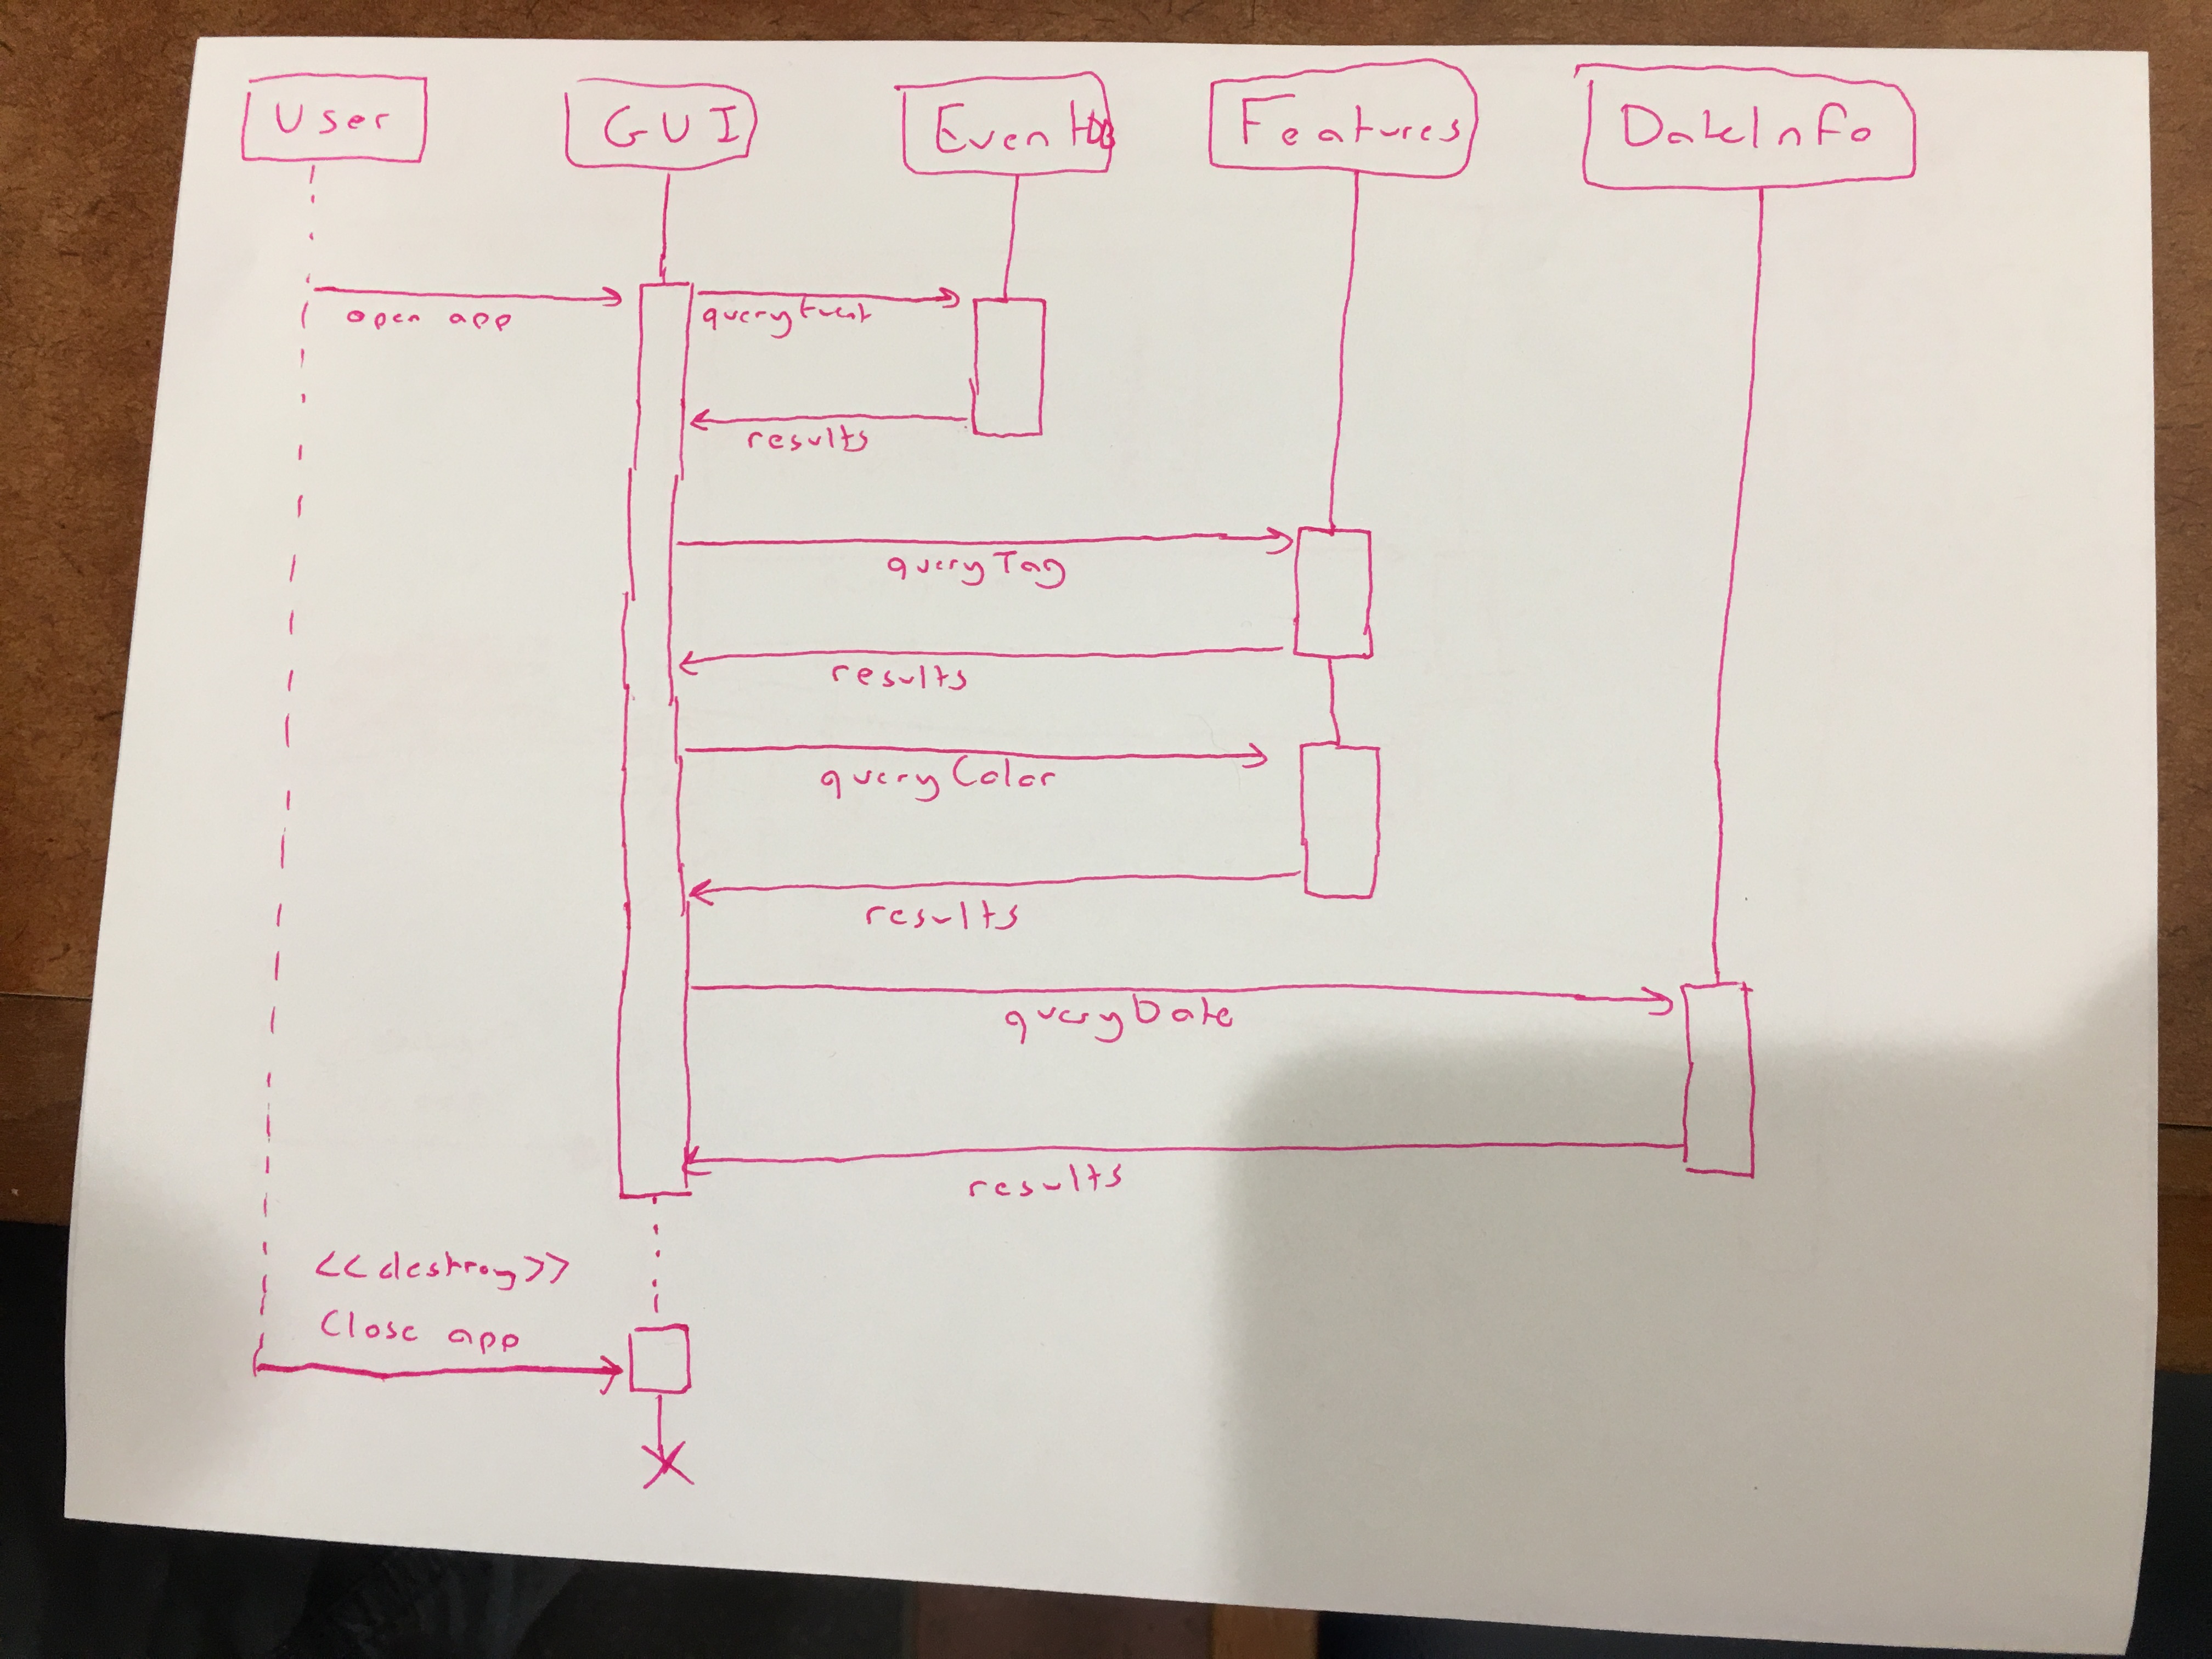 User
GUI
EventDB
Features
DateInfo
open app
queryEvent
results
queryTag
results
queryColor
results
queryDate
results
<<destroy>>
Close app